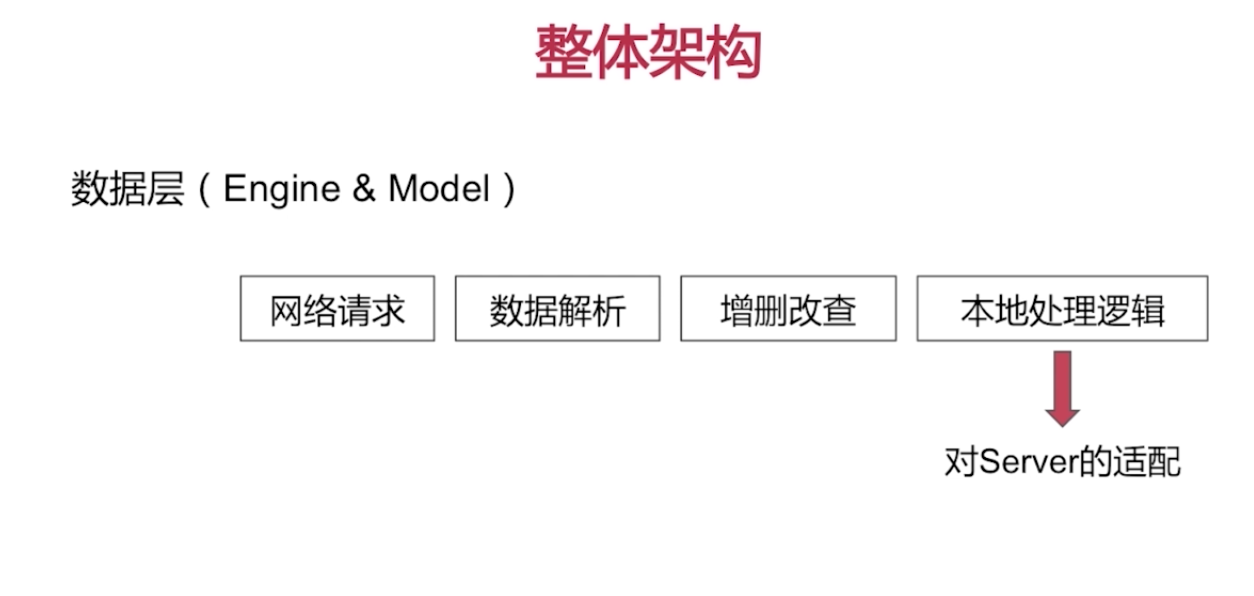 整体架构
数据层（Engine & Model）
网络请求 数据解析 增删改查 本地处理逻辑
对Server的适配